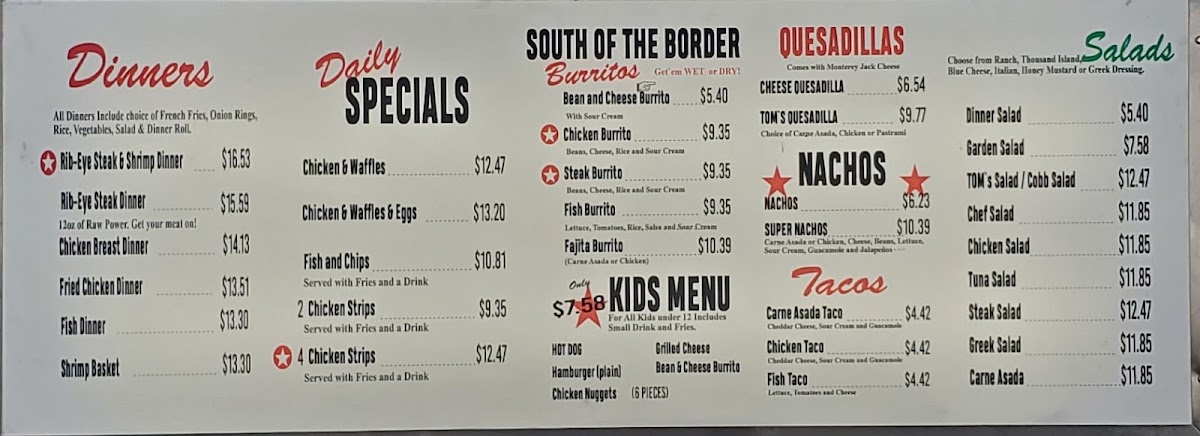 Dinners
All Dinners Include choice of French Fries, Onion Rings,
Rice, Vegetables, Salad & Dinner Roll.
Rib-Eye Steak & Shrimp Dinner $16.53
Rib-Eye Steak Dinner $15.59
12oz of Raw Power. Get your meat on!
Chicken Breast Dinner $14.13
Fried Chicken Dinner $13.51
Fish Dinner $13.30
Shrimp Basket $13.30
Daily
SPECIALS
Chicken & Waffles $12.47
Chicken & Waffles & Eggs $13.20
Fish and Chips $10.81
Served with Fries and a Drink
2 Chicken Strips $9.35
Served with Fries and a Drink
4 Chicken Strips $12.47
Served with Fries and a Drink
SOUTH OF THE BORDER
Burritos Get'em WET or DRY!
Bean and Cheese Burrito $5.40
With Sour Cream
Chicken Burrito $9.35
Beans, Cheese, Rice and Sour Cream
Steak Burrito $9.35
Beans, Cheese, Rice and Sour Cream
Fish Burrito $9.35
Lettuce, Tomatoes, Rice, Salsa and Sour Cream
Fajita Burrito $10.39
(Carne Asada or Chicken)
Only
$7.58 KIDS MENU
For All Kids under 12 Includes
Small Drink and Fries.
HOT DOG Grilled Cheese
Hamburger (plain) Bean & Cheese Burrito
Chicken Nuggets (6 PIECES)
QUESADILLAS
Comes with Monterey Jack Cheese
CHEESE QUESADILLA $6.54
TOM'S QUESADILLA $9.77
Choice of Carne Asada, Chicken or Pastrami
NACHOS
NACHOS $6.23
SUPER NACHOS $10.39
Carne Asada or Chicken, Cheese, Beans, Lettuce,
Sour Cream, Guacamole and Jalapeños
Tacos
Carne Asada Taco $4.42
Cheddar Cheese, Sour Cream and Guacamole
Chicken Taco $4.42
Cheddar Cheese, Sour Cream and Guacamole
Fish Taco $4.42
Lettuce, Tomatoes and Cheese
Salads
Choose from Ranch, Thousand Island,
Blue Cheese, Italian, Honey Mustard or Greek Dressing.
Dinner Salad $5.40
Garden Salad $7.58
TOM's Salad / Cobb Salad $12.47
Chef Salad $11.85
Chicken Salad $11.85
Tuna Salad $11.85
Steak Salad $12.47
Greek Salad $11.85
Carne Asada $11.85